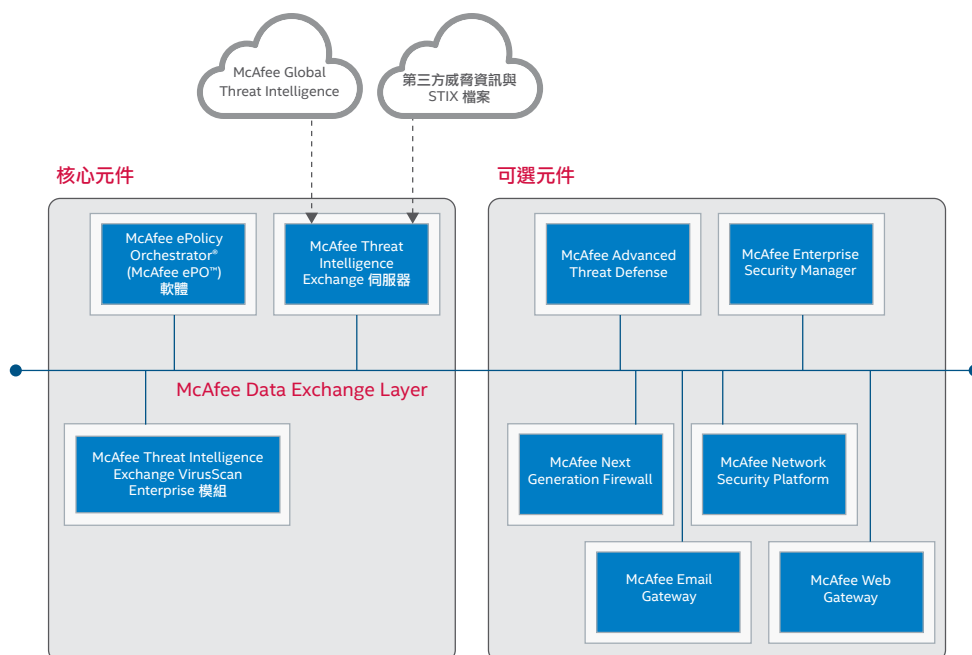 McAfee Global
Threat Intelligence
第三方威脅資訊與
STIX 檔案
核心元件
McAfee ePolicy
Orchestrator®
(McAfee ePO™)
軟體
McAfee Threat
Intelligence
Exchange 伺服器
McAfee Data Exchange Layer
McAfee Threat Intelligence
Exchange VirusScan
Enterprise 模組
可選元件
McAfee Advanced
Threat Defense
McAfee Enterprise
Security Manager
McAfee Next
Generation Firewall
McAfee Network
Security Platform
McAfee Email
Gateway
McAfee Web
Gateway